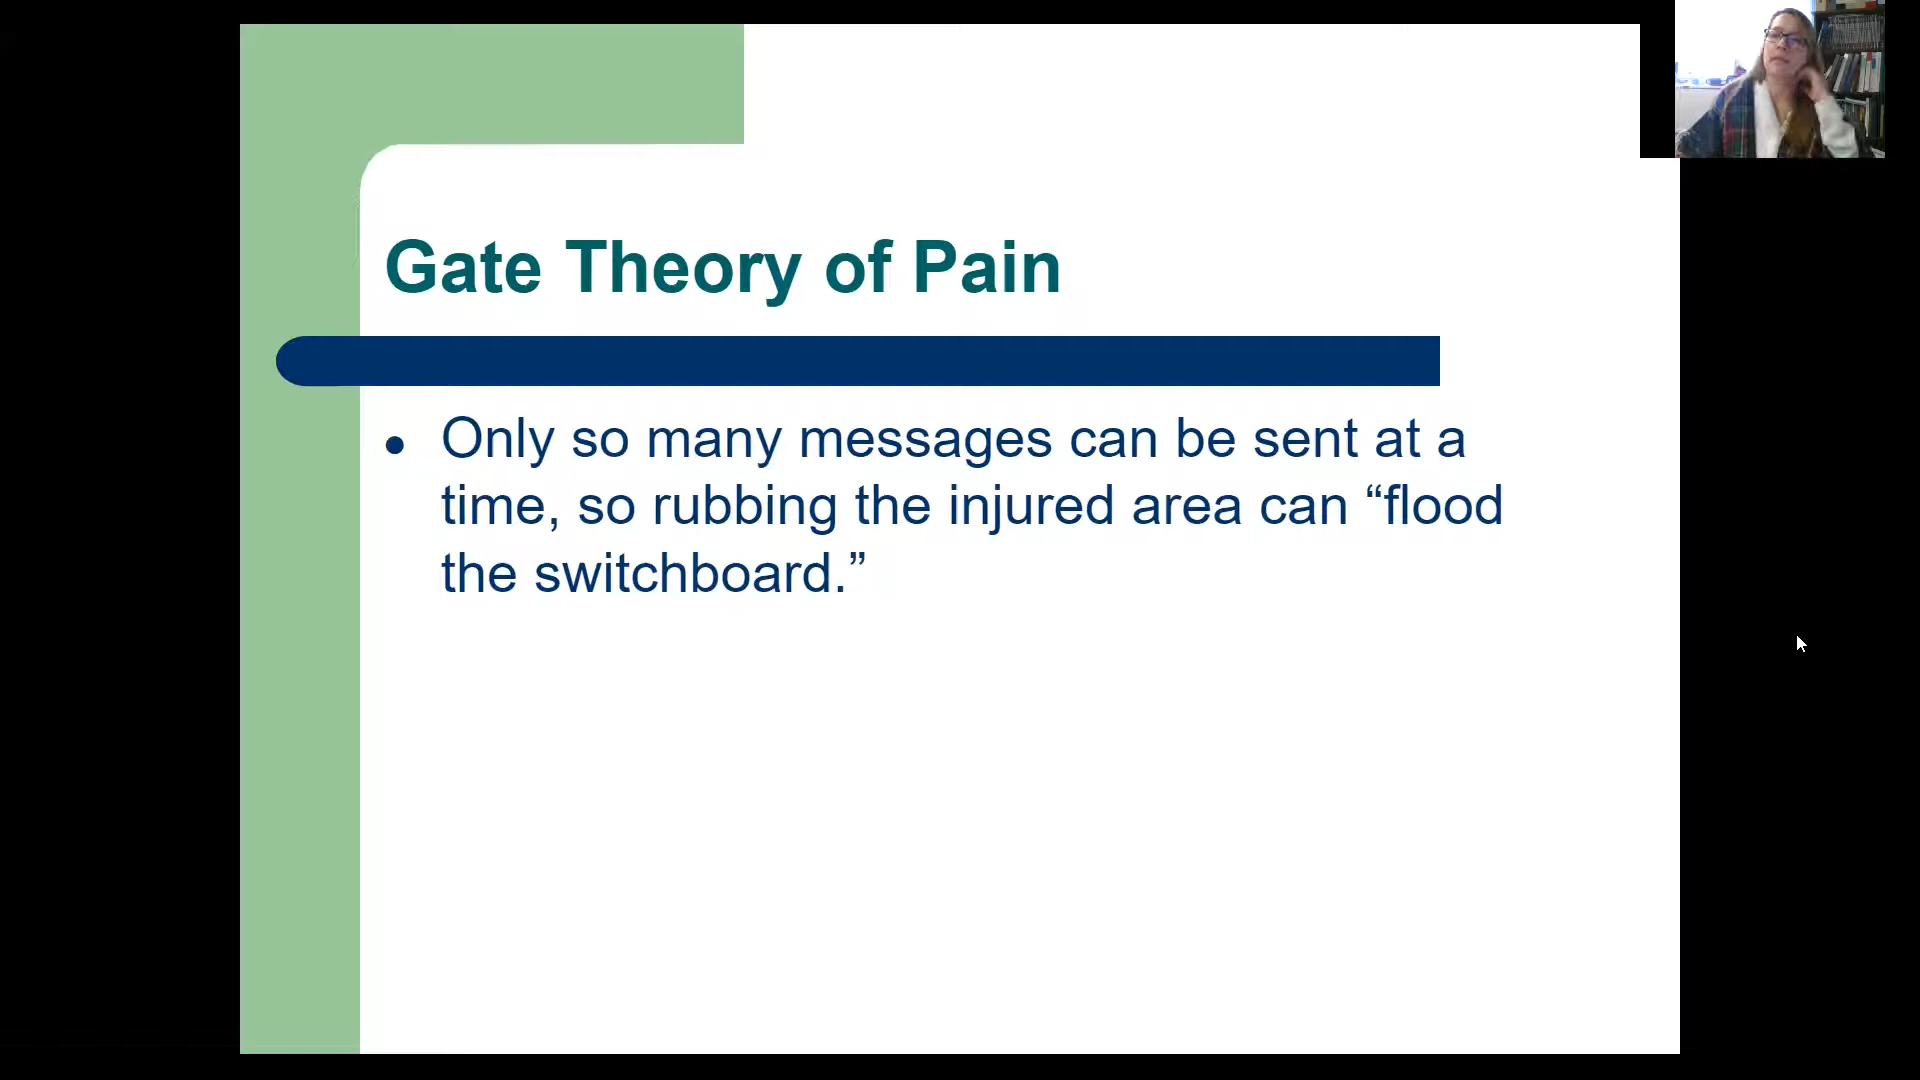 Gate Theory of Pain
Only so many messages can be sent at a
time, so rubbing the injured area can “flood
the switchboard.”